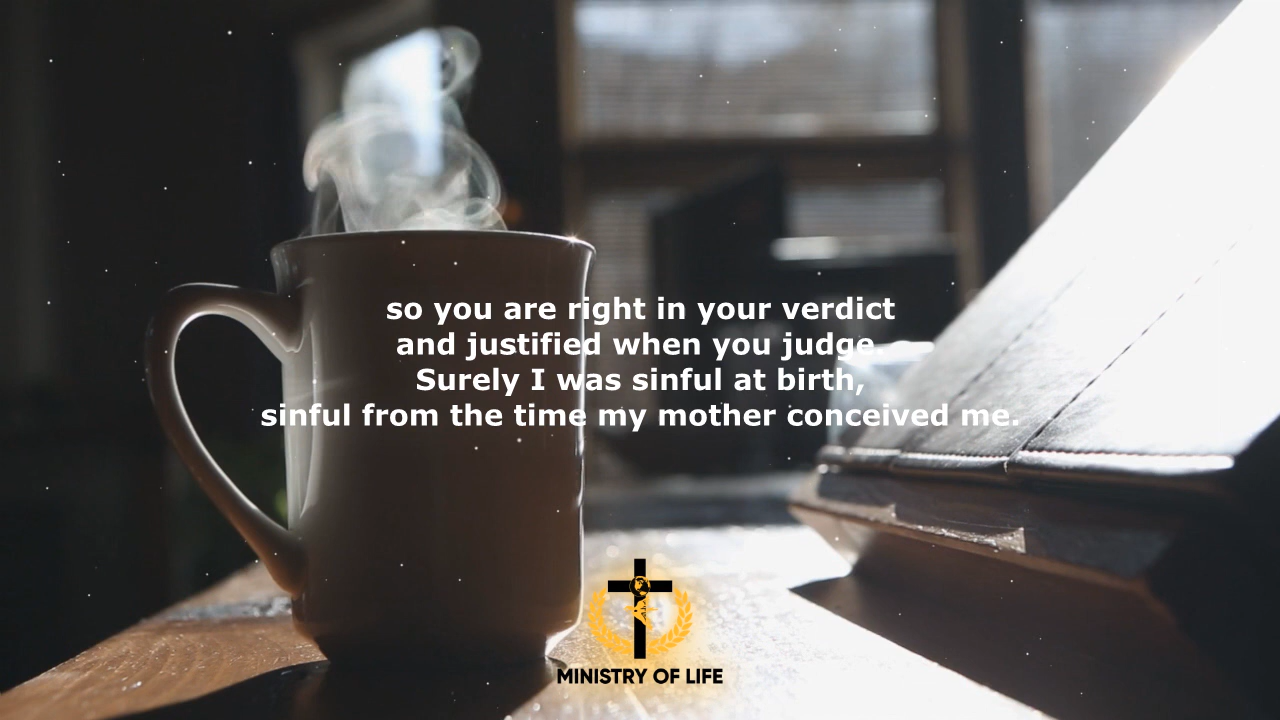 so you are right in your verdict
and justified when you judge.
Surely I was sinful at birth,
sinful from the time my mother conceived me.
MINISTRY OF LIFE